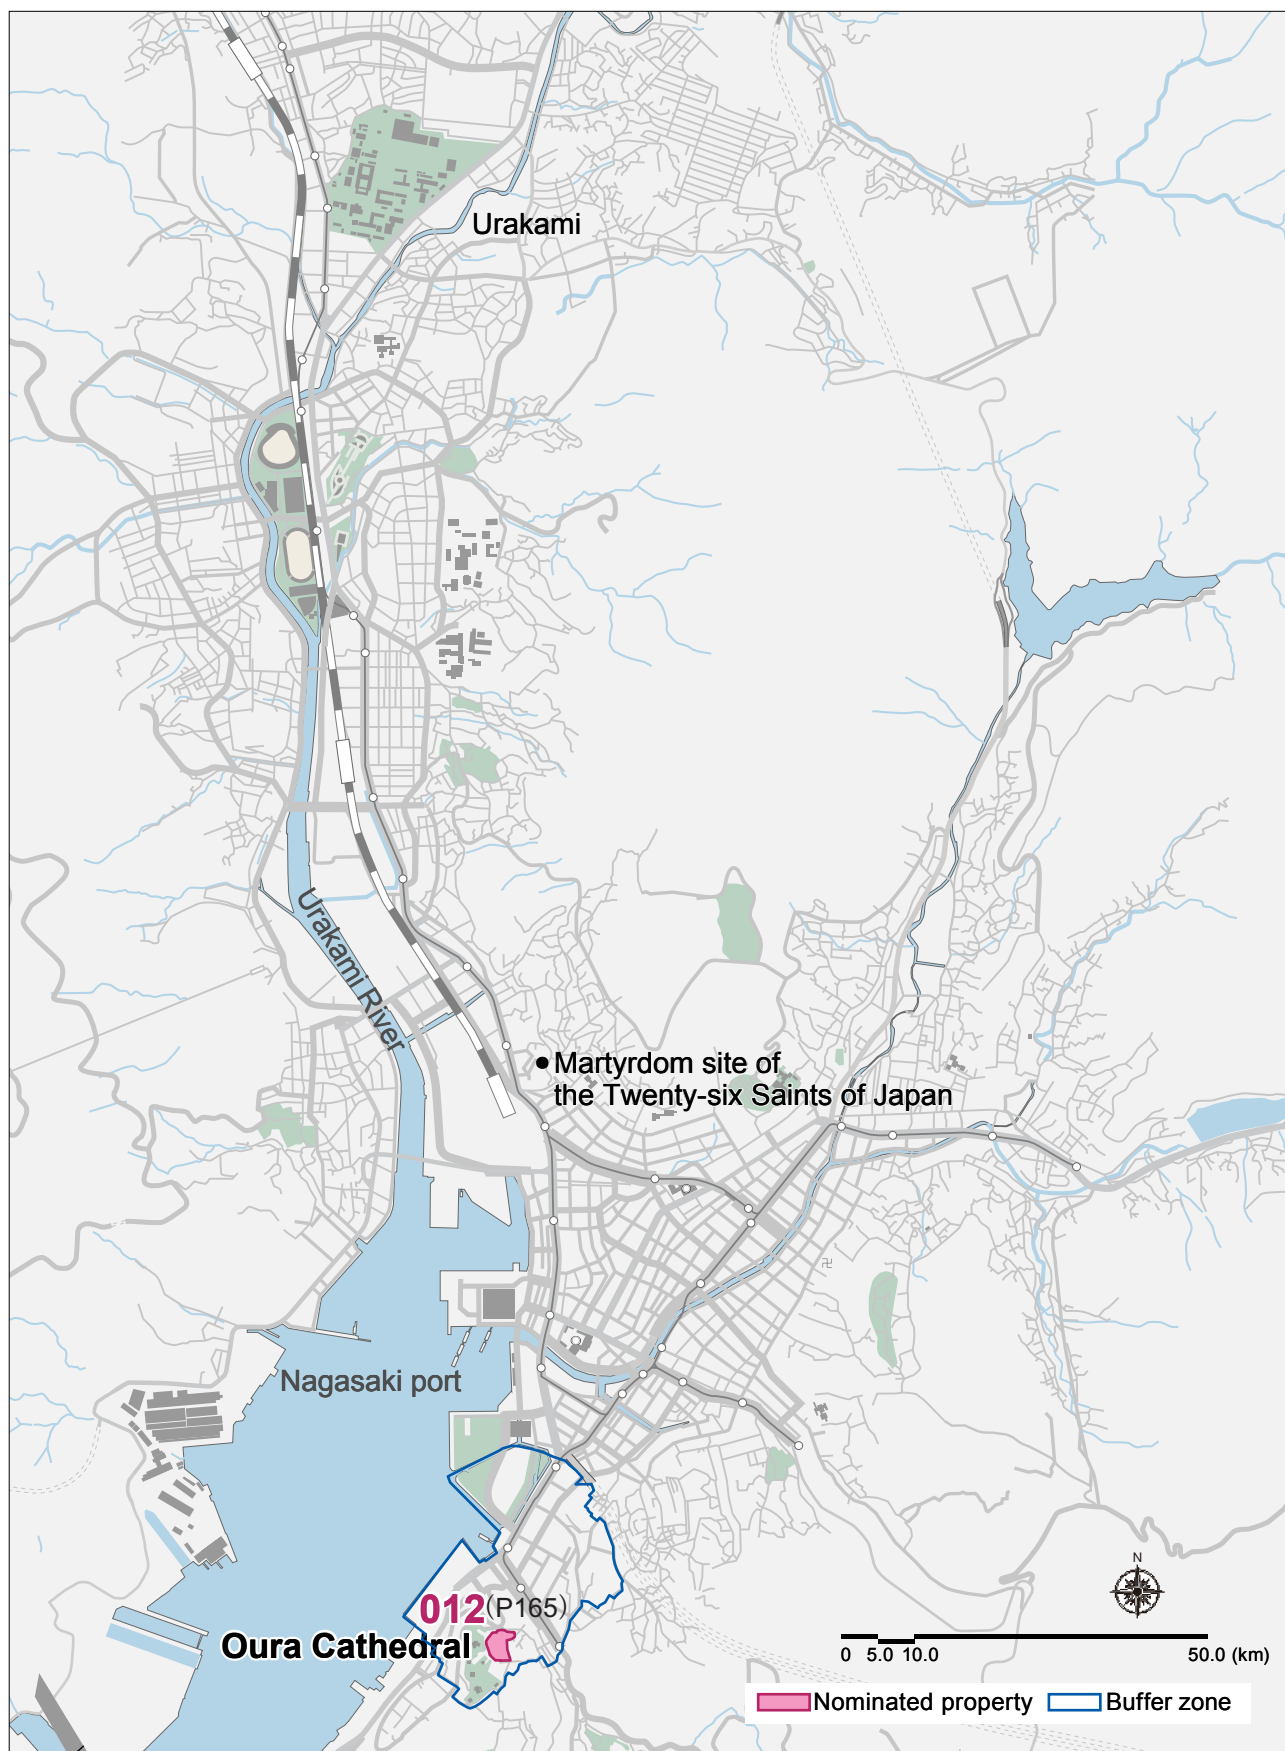 Urakami
Urakami River
Martyrdom site of
the Twenty-six Saints of Japan
Nagasaki port
012(P165)
Oura Cathedral
N
0 5.0 10.0 50.0 (km)
Nominated property Buffer zone